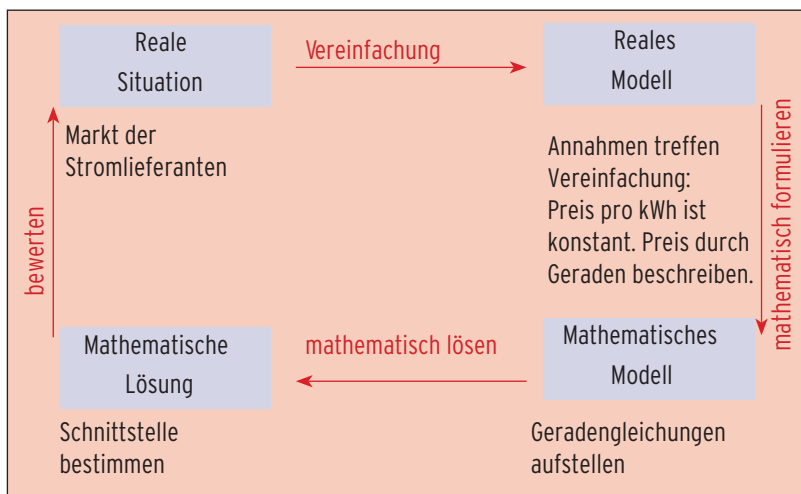 Reale
Situation
Vereinfachung
Reales
Modell
Markt der
Stromlieferanten
Annahmen treffen
Vereinfachung:
Preis pro kWh ist
konstant. Preis durch
Geraden beschreiben.
mathematisch formulieren
bewerten
Mathematische
Lösung
mathematisch lösen
Mathematisches
Modell
Schnittstelle
bestimmen
Geradengleichungen
aufstellen